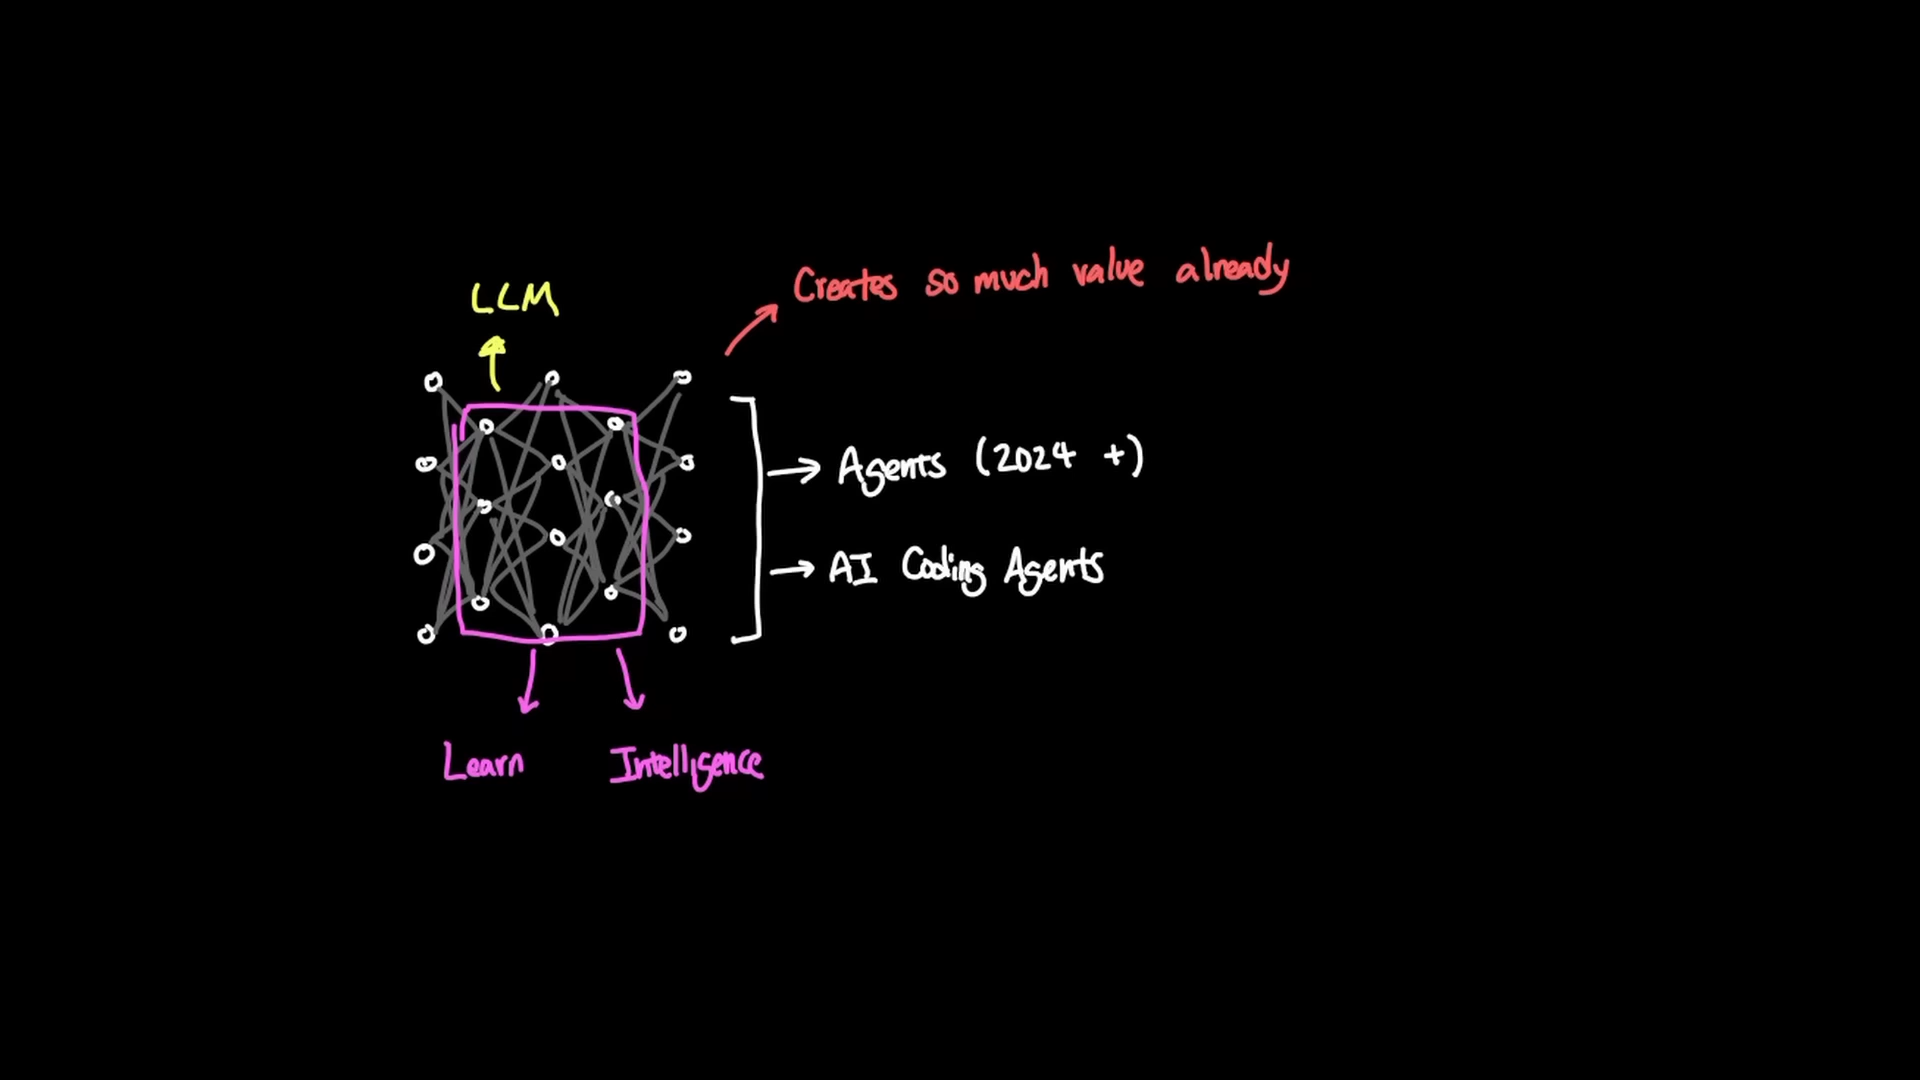 Creates so much value already
LLM
Agents (2024 +)
AI Coding Agents
Learn
Intelligence